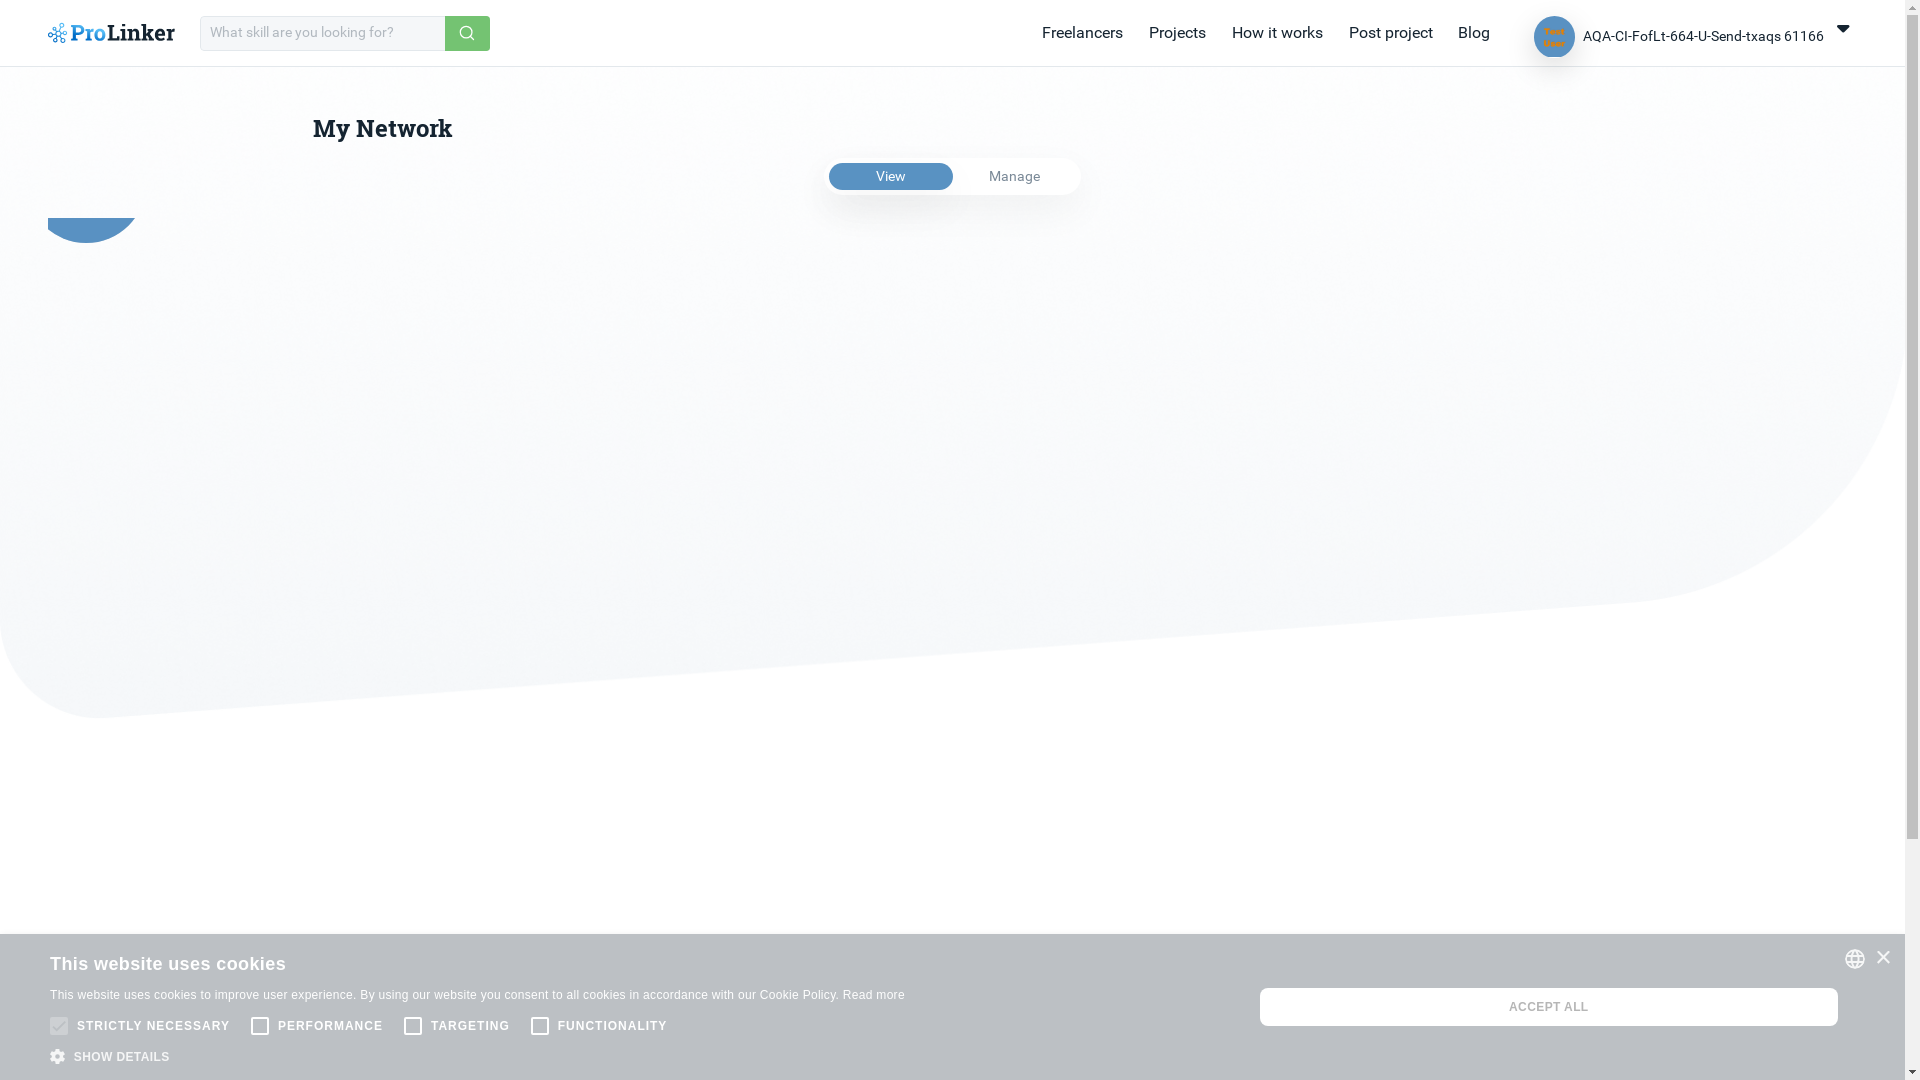 ProLinker
What skill are you looking for?
Freelancers
Projects
How it works
Post project
Blog
Test
User
AQA-CI-FofLt-664-U-Send-txaqs 61166
My Network
View
Manage
This website uses cookies
This website uses cookies to improve user experience. By using our website you consent to all cookies in accordance with our Cookie Policy. Read more
STRICTLY NECESSARY
PERFORMANCE
TARGETING
FUNCTIONALITY
SHOW DETAILS
ACCEPT ALL